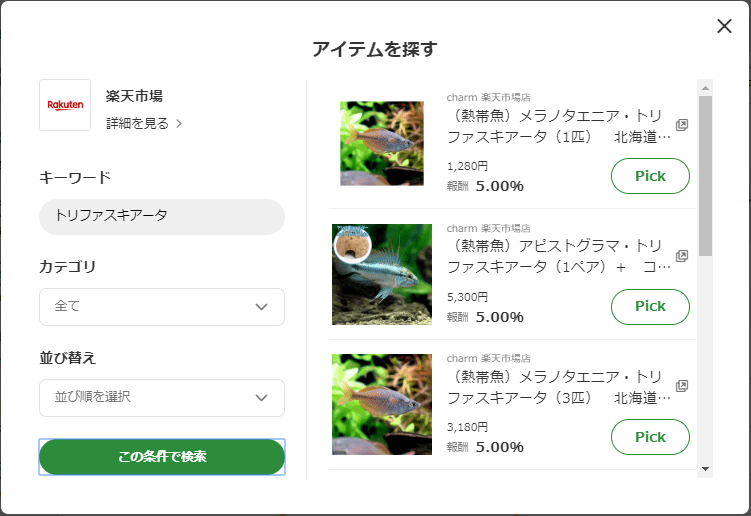 アイテムを探す
Rakuten
楽天市場
詳細を見る
キーワード
トリファスキアータ
カテゴリ
全て
並び替え
並び順を選択
この条件で検索
charm 楽天市場店
（熱帯魚）メラノタエニア・トリ
ファスキアータ（1匹）　北海道…
1,280円
報酬 5.00%
Pick
charm 楽天市場店
（熱帯魚）アピストグラマ・トリ
ファスキアータ（1ペア）＋　コ…
5,300円
報酬 5.00%
Pick
charm 楽天市場店
（熱帯魚）メラノタエニア・トリ
ファスキアータ（3匹）　北海道…
3,180円
報酬 5.00%
Pick